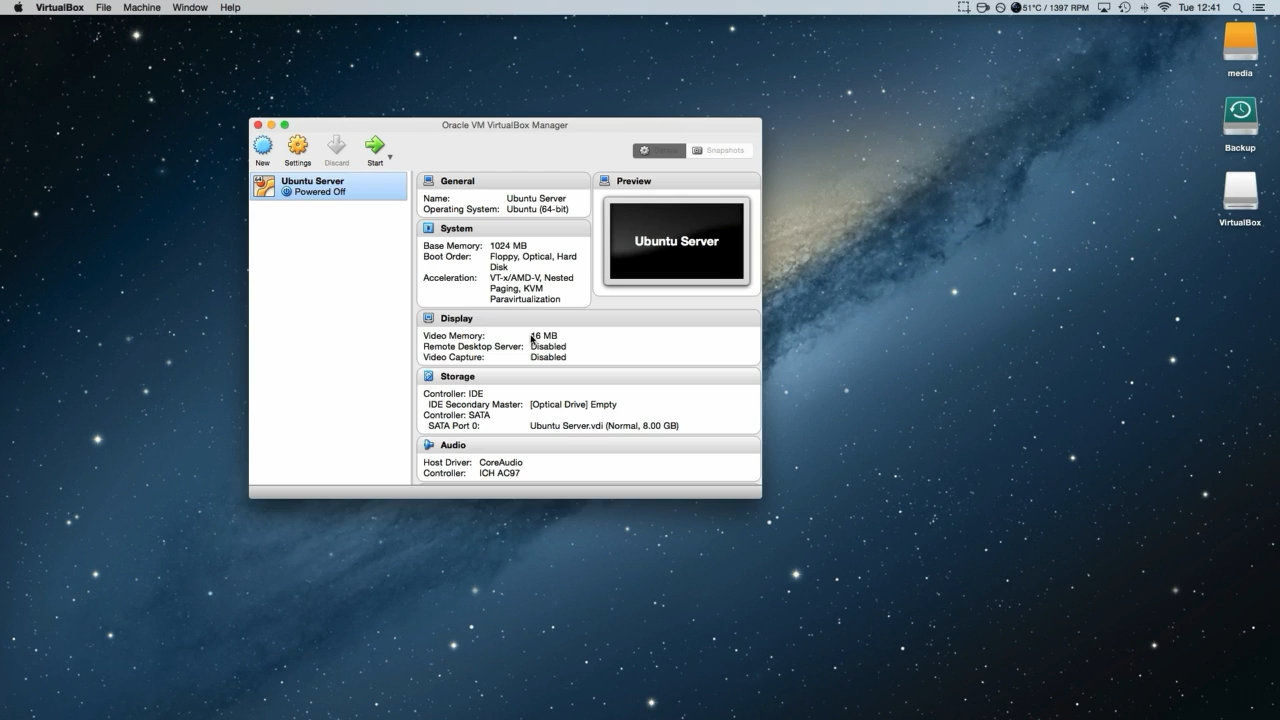 VirtualBox File Machine Window Help
51°C / 1397 RPM Tue 12:41
media
Backup
VirtualBox
Oracle VM VirtualBox Manager
New Settings Discard Start
Snapshots
Ubuntu Server
Powered Off
General
Name: Ubuntu Server
Operating System: Ubuntu (64-bit)
System
Base Memory: 1024 MB
Boot Order: Floppy, Optical, Hard
Disk
Acceleration: VT-x/AMD-V, Nested
Paging, KVM
Paravirtualization
Preview
Ubuntu Server
Display
Video Memory: 16 MB
Remote Desktop Server: Disabled
Video Capture: Disabled
Storage
Controller: IDE
IDE Secondary Master: [Optical Drive] Empty
Controller: SATA
SATA Port 0: Ubuntu Server.vdi (Normal, 8.00 GB)
Audio
Host Driver: CoreAudio
Controller: ICH AC97